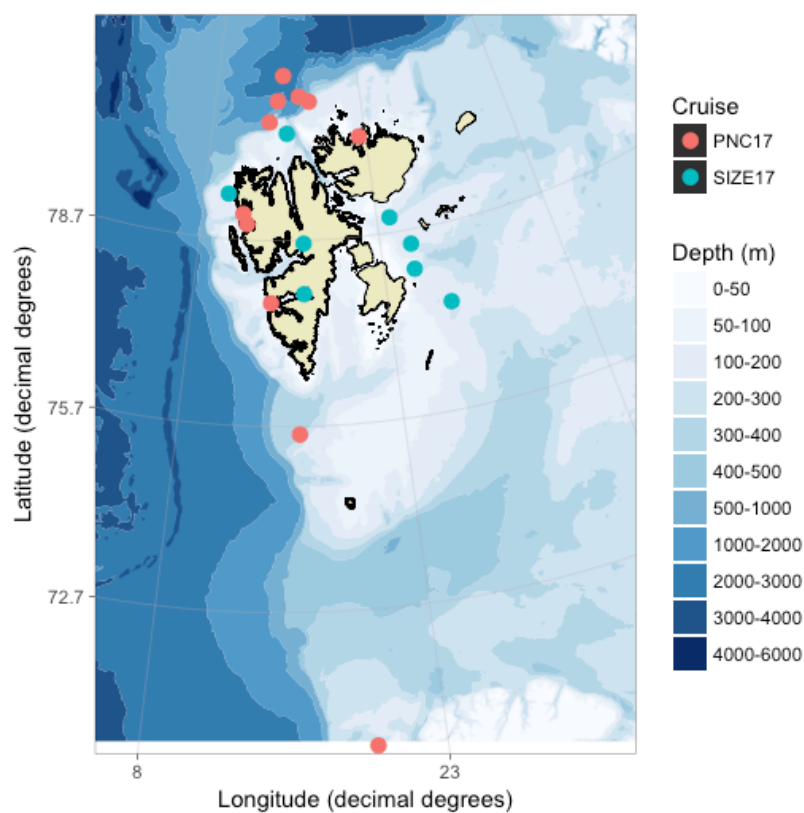 Cruise
PNC17
SIZE17
Depth (m)
0-50
50-100
100-200
200-300
300-400
400-500
500-1000
1000-2000
2000-3000
3000-4000
4000-6000
Latitude (decimal degrees)
78.7
75.7
72.7
8
23
Longitude (decimal degrees)